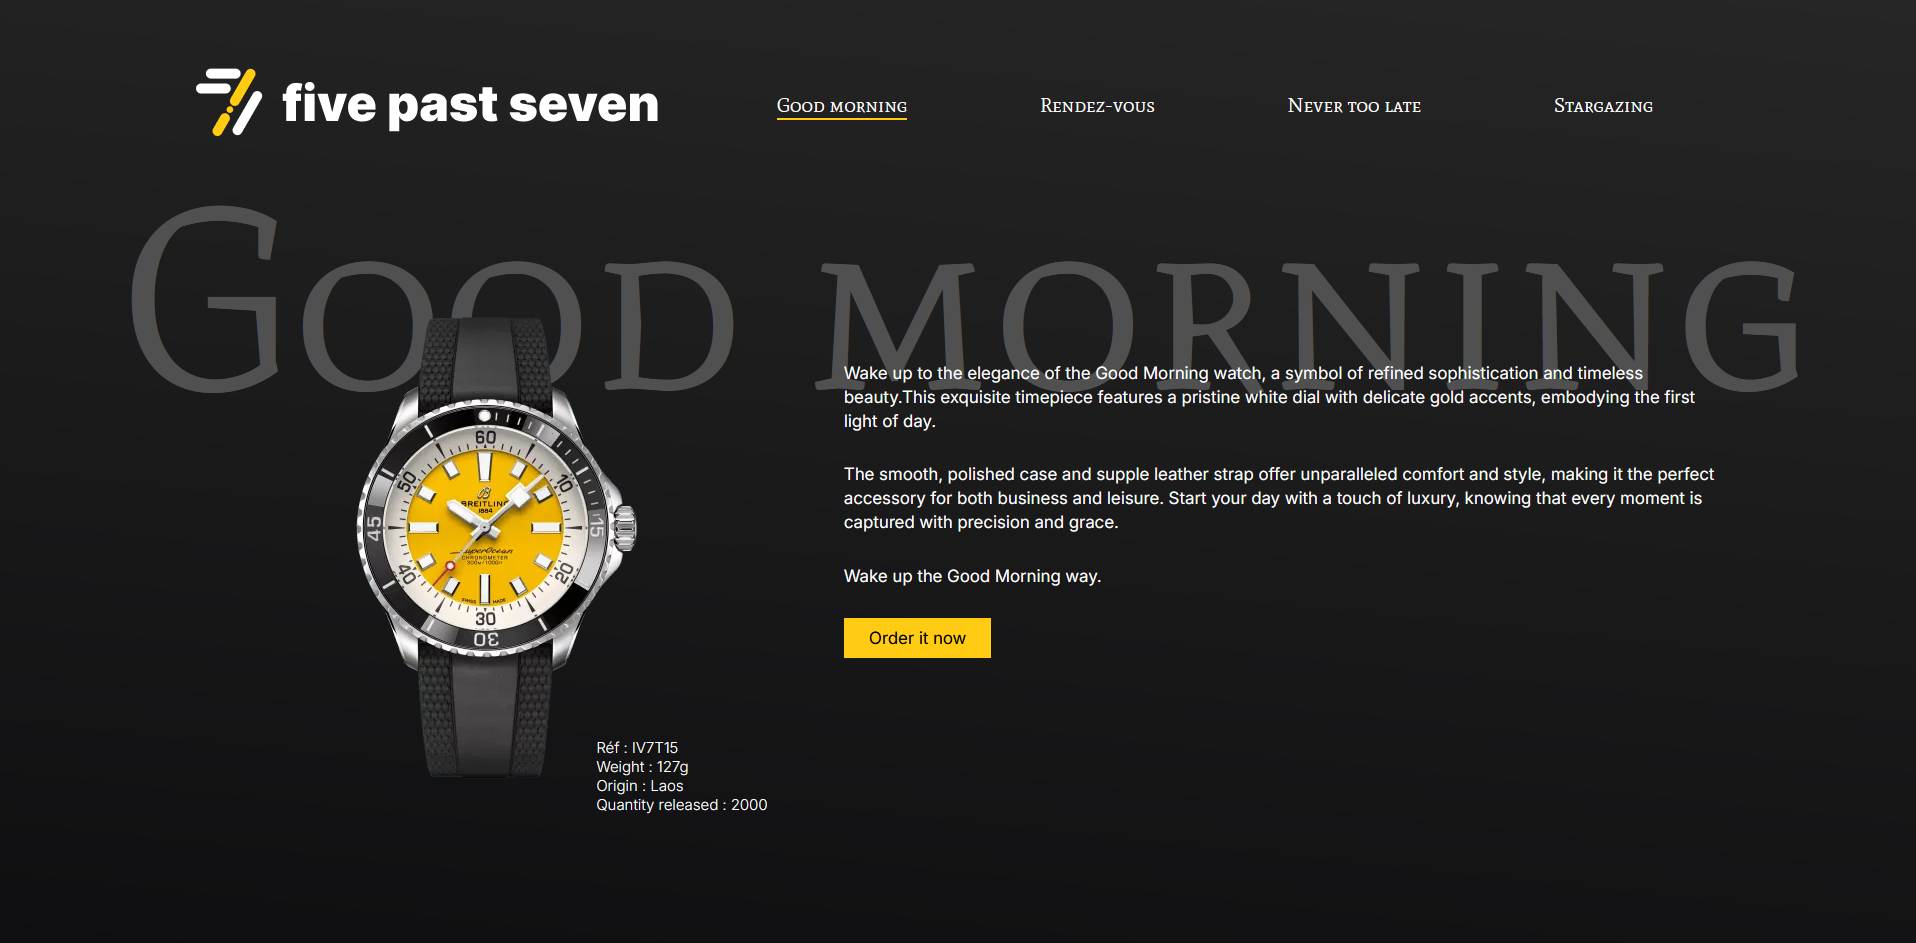 five past seven
Good morning
Rendez-vous
Never too late
Stargazing
Good morning
Wake up to the elegance of the Good Morning watch, a symbol of refined sophistication and timeless
beauty.This exquisite timepiece features a pristine white dial with delicate gold accents, embodying the first
light of day.
The smooth, polished case and supple leather strap offer unparalleled comfort and style, making it the perfect
accessory for both business and leisure. Start your day with a touch of luxury, knowing that every moment is
captured with precision and grace.
Wake up the Good Morning way.
Order it now
60
10
15
20
30
30
40
45
50
BREITLING
1884
superOcean
CHRONOMETER
300M/1000FT
SWISS MADE
Réf : IV7T15
Weight : 127g
Origin : Laos
Quantity released : 2000